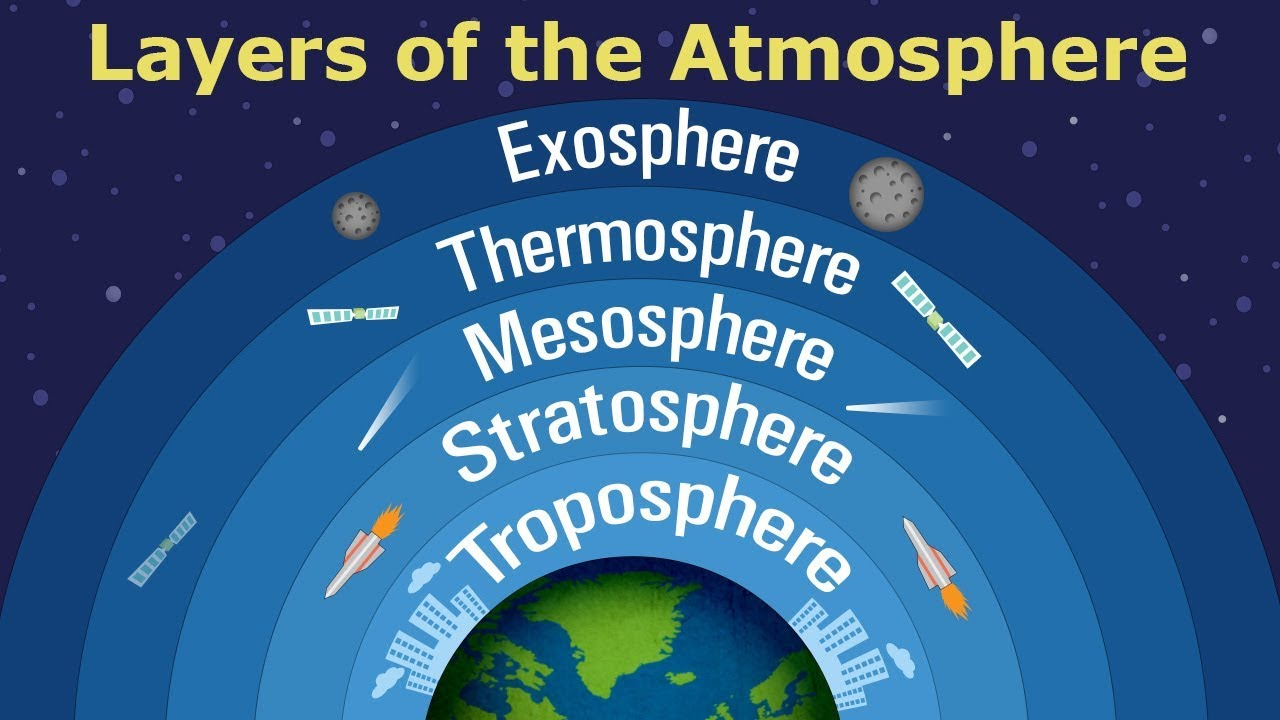 Layers of the Atmosphere
Exosphere
Thermosphere
Mesosphere
Stratosphere
Troposphere